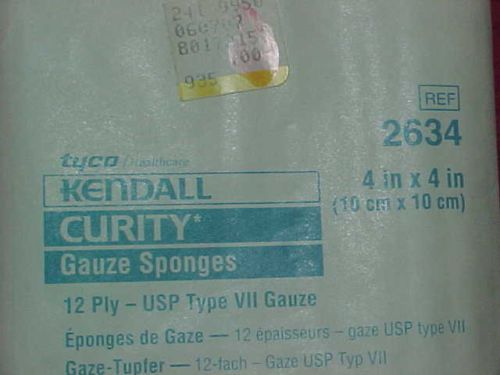 935
REF
2634
tyco / Healthcare
KENDALL
4 in x 4 in
CURITY*
(10 cm x 10 cm)
Gauze Sponges
12 Ply – USP Type VII Gauze
Éponges de Gaze — 12 épaisseurs – gaze USP type VII
Gaze-Tupfer — 12-fach – Gaze USP Typ VII